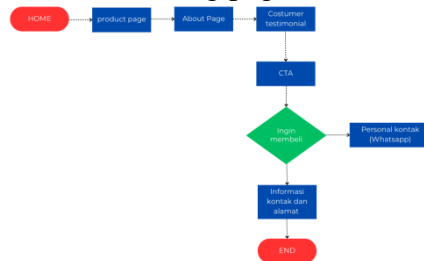 HOME
product page
About Page
Costumer
testimonial
CTA
Ingin
membeli
Personal kontak
(Whatsapp)
Informasi
kontak dan
alamat
END